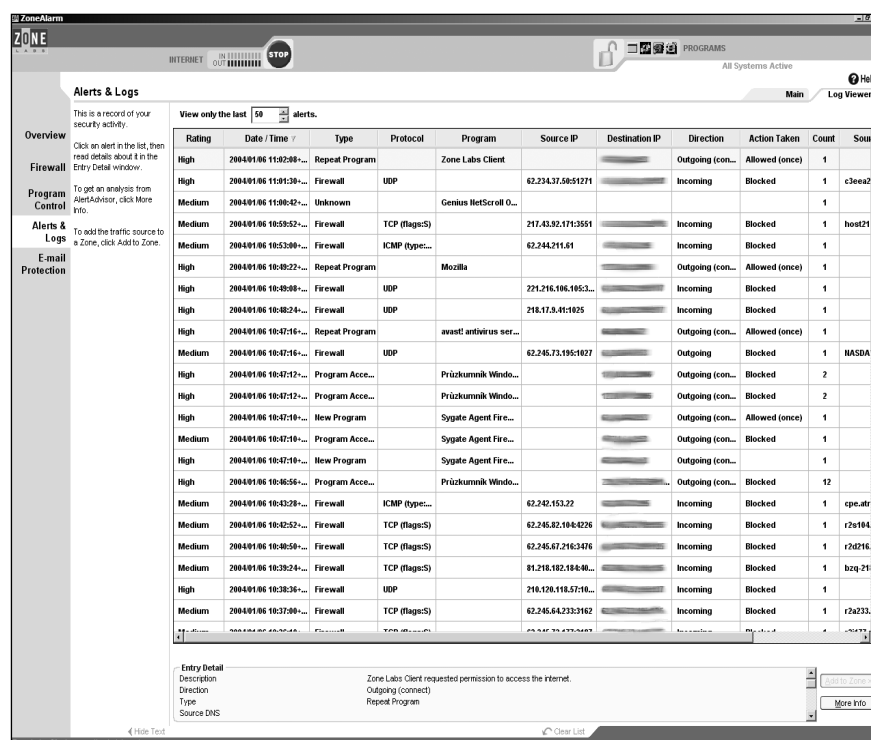 ZoneAlarm
ZONE
LABS
INTERNET IN OUT STOP
PROGRAMS
All Systems Active
Hel
Alerts & Logs
Main Log Viewer
Overview
Firewall
Program Control
Alerts & Logs
E-mail Protection
This is a record of your
security activity.
Click an alert in the list, then
read details about it in the
Entry Detail window.
To get an analysis from
AlertAdvisor, click More
Info.
To add the traffic source to
a Zone, click Add to Zone.
View only the last 50 alerts.
Rating Date / Time Type Protocol Program Source IP Destination IP Direction Action Taken Count Sour
High 2004/01/06 11:02:08+... Repeat Program Zone Labs Client Outgoing (con... Allowed (once) 1
High 2004/01/06 11:01:30+... Firewall UDP 62.234.37.50:51271 Incoming Blocked 1 c3eea2
Medium 2004/01/06 11:00:42+... Unknown Genius NetScroll O... 1
Medium 2004/01/06 10:59:52+... Firewall TCP (flags:S) 217.43.92.171:3551 Incoming Blocked 1 host21
Medium 2004/01/06 10:53:00+... Firewall ICMP (type:... 62.244.211.61 Incoming Blocked 1
High 2004/01/06 10:49:22+... Repeat Program Mozilla Outgoing (con... Allowed (once) 1
High 2004/01/06 10:49:08+... Firewall UDP 221.216.106.105:3... Incoming Blocked 1
High 2004/01/06 10:48:24+... Firewall UDP 218.17.9.41:1025 Incoming Blocked 1
High 2004/01/06 10:47:16+... Repeat Program avast! antivirus ser... Outgoing (con... Allowed (once) 1
Medium 2004/01/06 10:47:16+... Firewall UDP 62.245.73.195:1027 Outgoing Blocked 1 NASDA
High 2004/01/06 10:47:12+... Program Acce... Průzkumník Windo... Outgoing (con... Blocked 2
High 2004/01/06 10:47:12+... Program Acce... Průzkumník Windo... Outgoing (con... Blocked 2
High 2004/01/06 10:47:10+... New Program Sygate Agent Fire... Outgoing (con... Allowed (once) 1
Medium 2004/01/06 10:47:10+... Program Acce... Sygate Agent Fire... Outgoing (con... Blocked 1
High 2004/01/06 10:47:10+... New Program Sygate Agent Fire... Outgoing (con... 1
High 2004/01/06 10:46:56+... Program Acce... Průzkumník Windo... Outgoing (con... Blocked 12
Medium 2004/01/06 10:43:28+... Firewall ICMP (type:... 62.242.153.22 Incoming Blocked 1 cpe.atr
Medium 2004/01/06 10:42:52+... Firewall TCP (flags:S) 62.245.82.104:4226 Incoming Blocked 1 r2s104.
Medium 2004/01/06 10:40:50+... Firewall TCP (flags:S) 62.245.67.216:3476 Incoming Blocked 1 r2d216.
Medium 2004/01/06 10:39:24+... Firewall TCP (flags:S) 81.218.182.184:40... Incoming Blocked 1 bzq-218
High 2004/01/06 10:38:36+... Firewall UDP 210.120.118.57:10... Incoming Blocked 1
Medium 2004/01/06 10:37:00+... Firewall TCP (flags:S) 62.245.64.233:3162 Incoming Blocked 1 r2a233.
Entry Detail
Description Zone Labs Client requested permission to access the internet.
Direction Outgoing (connect)
Type Repeat Program
Source DNS
Add to Zone »
More Info
Hide Text
Clear List